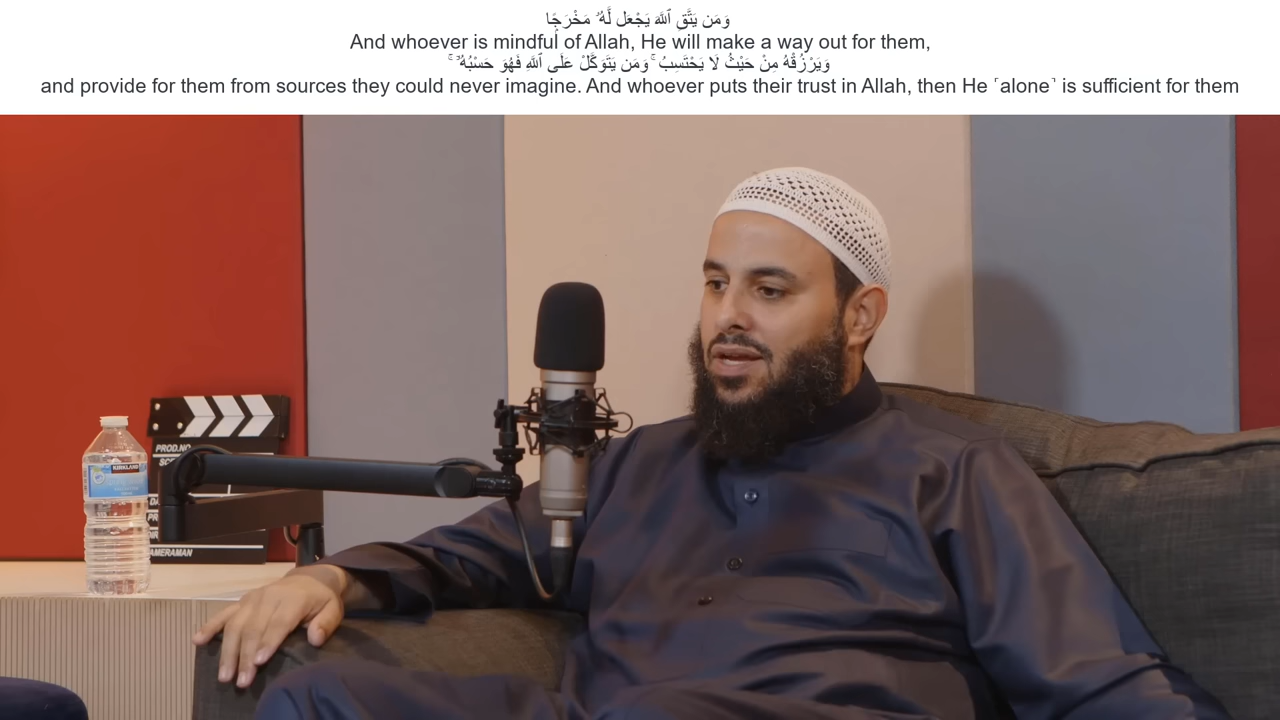 وَمَن يَتَّقِ ٱللَّهَ يَجْعَل لَّهُۥ مَخْرَجًۭا
And whoever is mindful of Allah, He will make a way out for them,
وَيَرْزُقْهُ مِنْ حَيْثُ لَا يَحْتَسِبُ ۚ وَمَن يَتَوَكَّلْ عَلَى ٱللَّهِ فَهُوَ حَسْبُهُۥٓ ۚ
and provide for them from sources they could never imagine. And whoever puts their trust in Allah, then He ˹alone˺ is sufficient for them
KIRKLAND
PROD.NO.
AMERAMAN